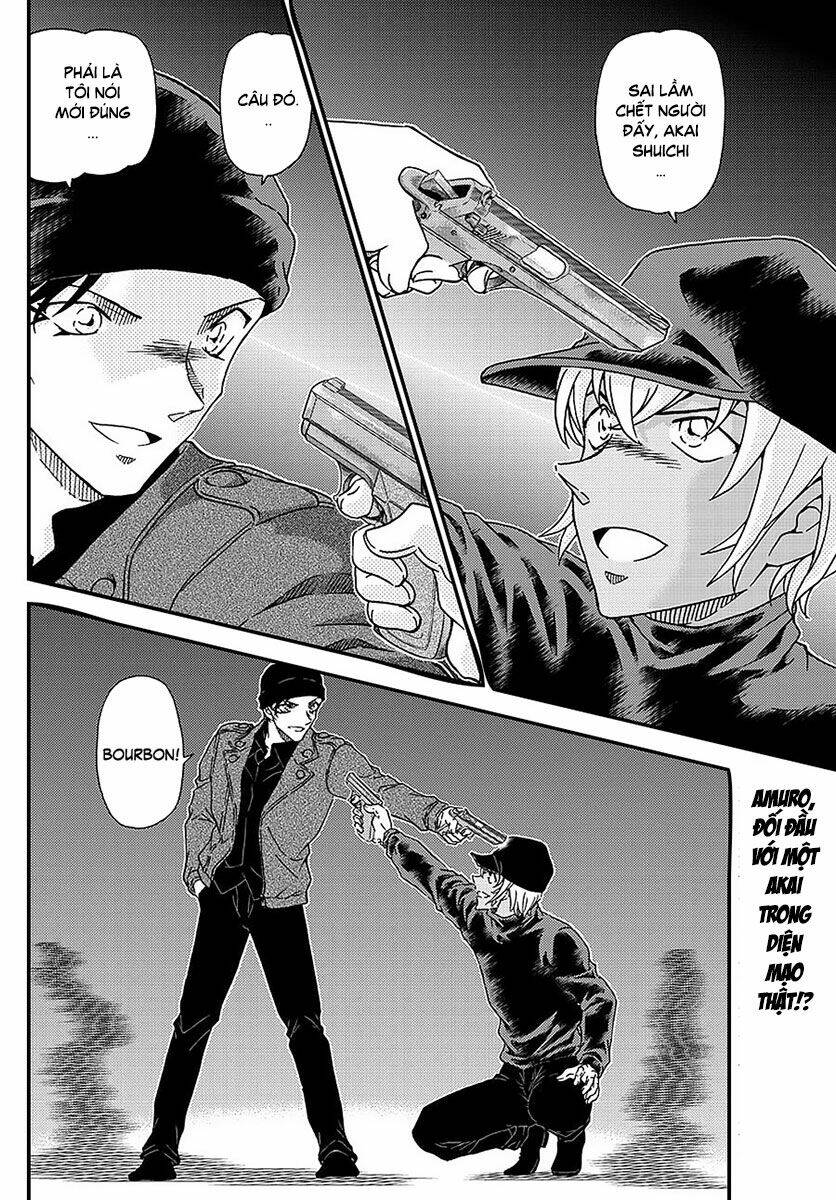 SAI LẦM
CHẾT NGƯỜI
ĐẤY, AKAI
SHUICHI
...
CÂU ĐÓ.
..
PHẢI LÀ
TÔI NÓI
MỚI ĐÚNG
...
BOURBON!
AMURO,
ĐỐI ĐẦU
VỚI MỘT
AKAI
TRONG
DIỆN
MẠO
THẬT!?